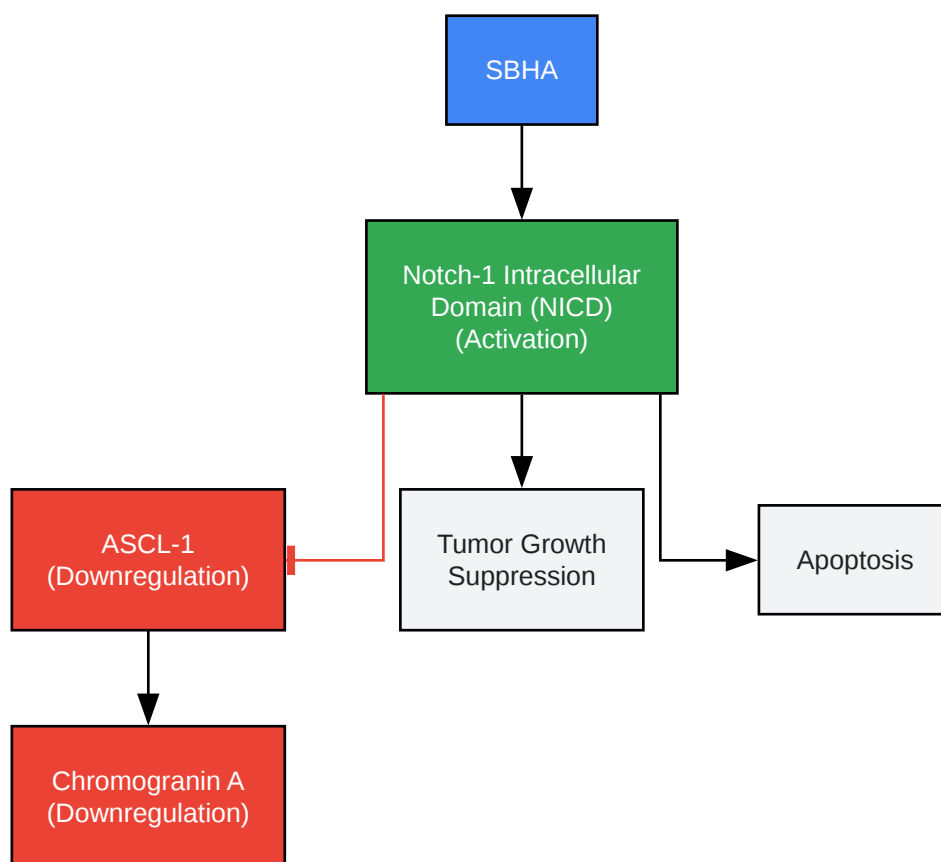 SBHA
Notch-1 Intracellular
Domain (NICD)
(Activation)
ASCL-1
(Downregulation)
Tumor Growth
Suppression
Apoptosis
Chromogranin A
(Downregulation)